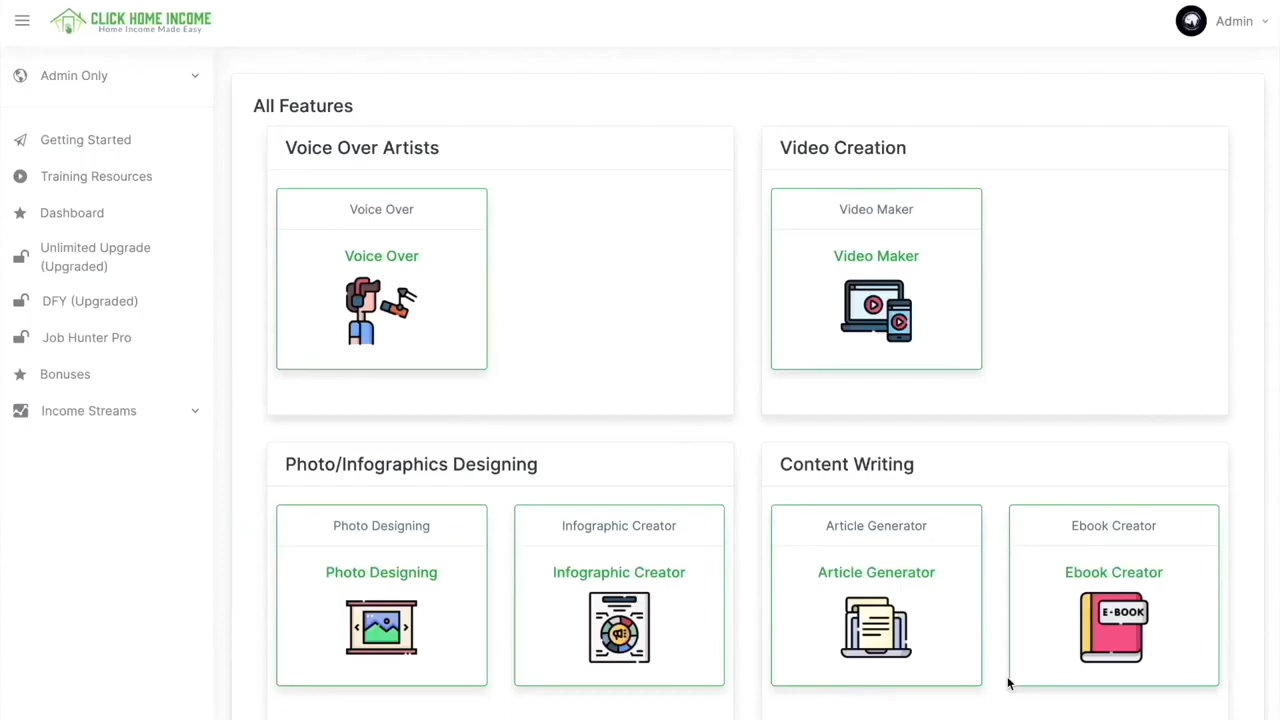 CLICK HOME INCOME
Home Income Made Easy
Admin
Admin Only
Getting Started
Training Resources
Dashboard
Unlimited Upgrade
(Upgraded)
DFY (Upgraded)
Job Hunter Pro
Bonuses
Income Streams
All Features
Voice Over Artists
Voice Over
Voice Over
Video Creation
Video Maker
Video Maker
Photo/Infographics Designing
Photo Designing
Photo Designing
Infographic Creator
Infographic Creator
Content Writing
Article Generator
Article Generator
Ebook Creator
Ebook Creator
E-BOOK